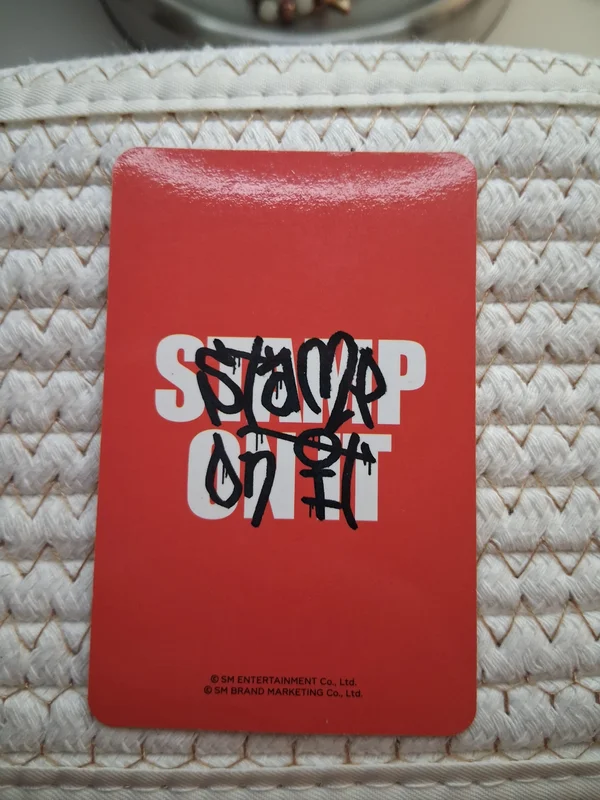 STAMP
ON IT
Stamp
on It
© SM ENTERTAINMENT Co., Ltd.
© SM BRAND MARKETING Co., Ltd.